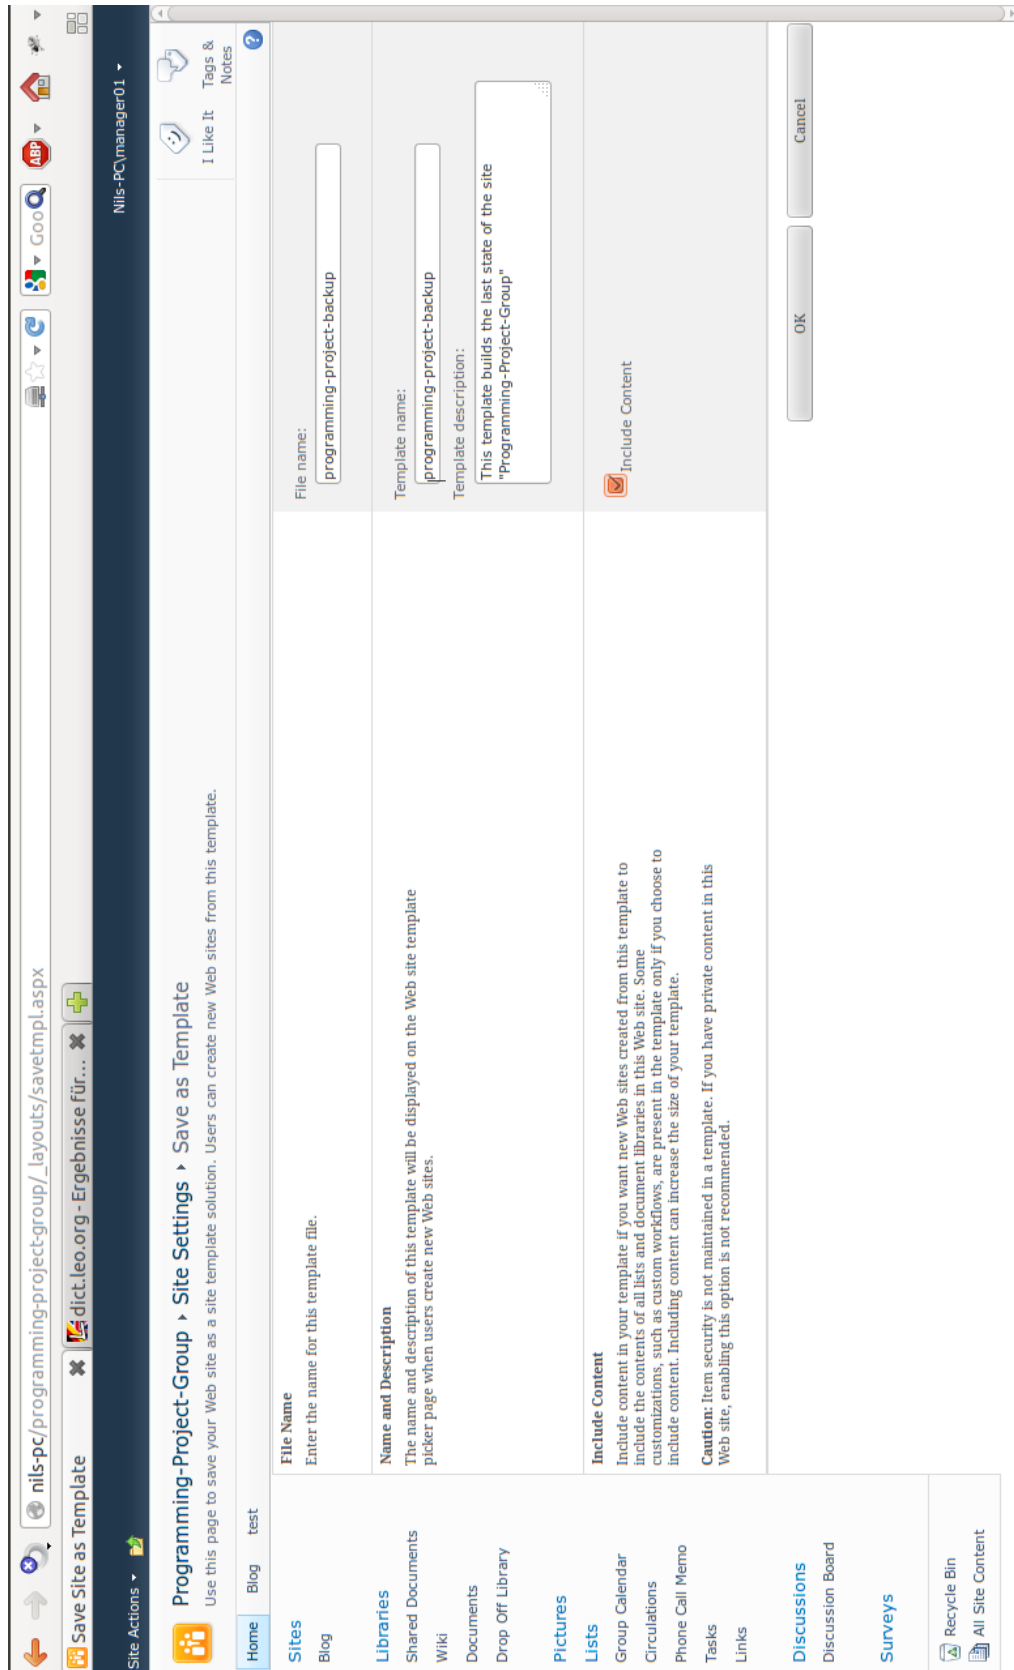 nils-pc/programming-project-group/_layouts/savetmpl.aspx
Goo
ABP
Save Site as Template
dict.leo.org - Ergebnisse für...
Site Actions
Nils-PC\manager01
Programming-Project-Group ▸ Site Settings ▸ Save as Template
Use this page to save your Web site as a site template solution. Users can create new Web sites from this template.
I Like It
Tags &
Notes
Home
Blog
test
Sites
Blog
Libraries
Shared Documents
Wiki
Documents
Drop Off Library
Pictures
Lists
Group Calendar
Circulations
Phone Call Memo
Tasks
Links
Discussions
Discussion Board
Surveys
Recycle Bin
All Site Content
File Name
Enter the name for this template file.
File name:
programming-project-backup
Name and Description
The name and description of this template will be displayed on the Web site template
picker page when users create new Web sites.
Template name:
programming-project-backup
Template description:
This template builds the last state of the site
"Programming-Project-Group"
Include Content
Include content in your template if you want new Web sites created from this template to
include the contents of all lists and document libraries in this Web site. Some
customizations, such as custom workflows, are present in the template only if you choose to
include content. Including content can increase the size of your template.
Caution: Item security is not maintained in a template. If you have private content in this
Web site, enabling this option is not recommended.
Include Content
OK
Cancel